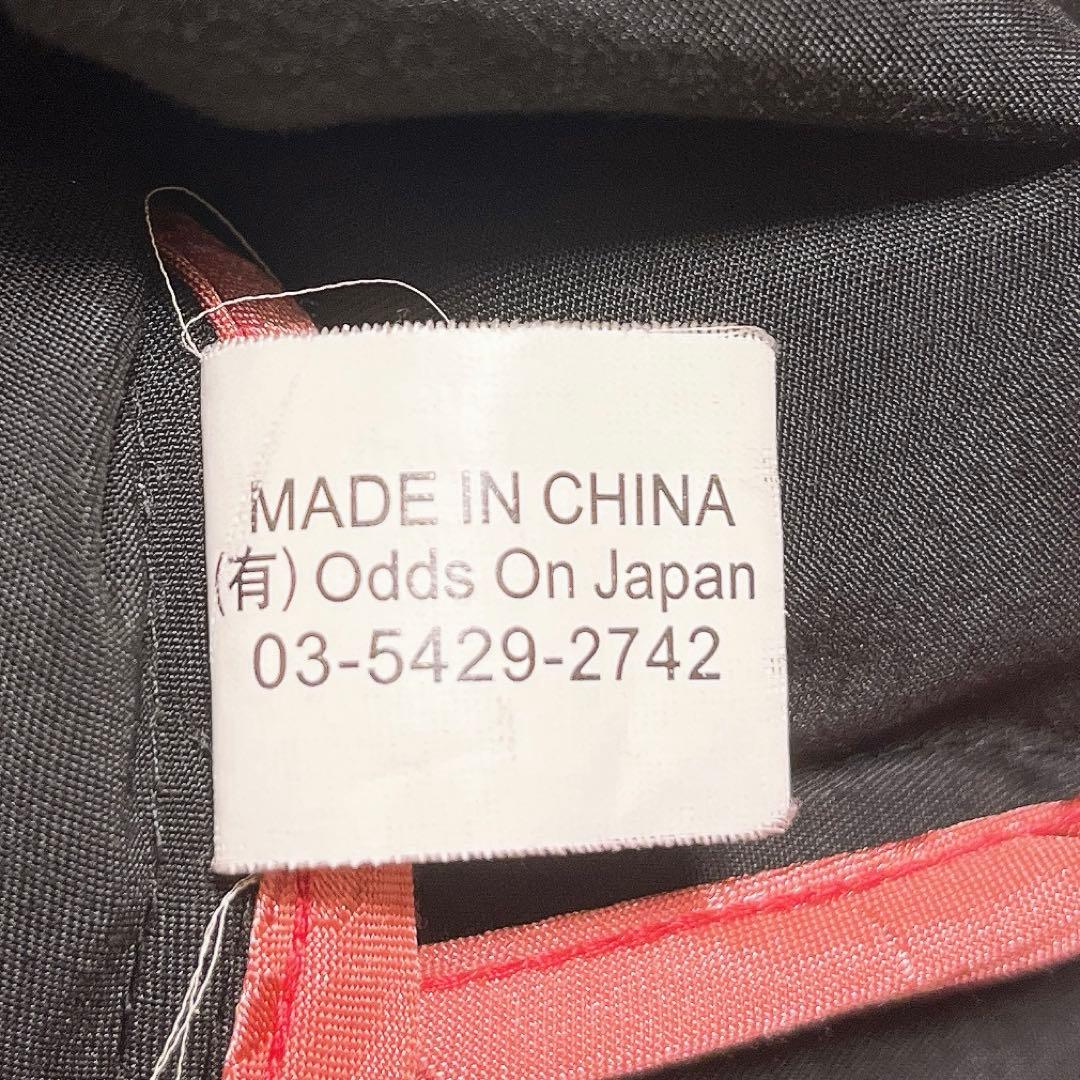 MADE IN CHINA
(有) Odds On Japan
03-5429-2742